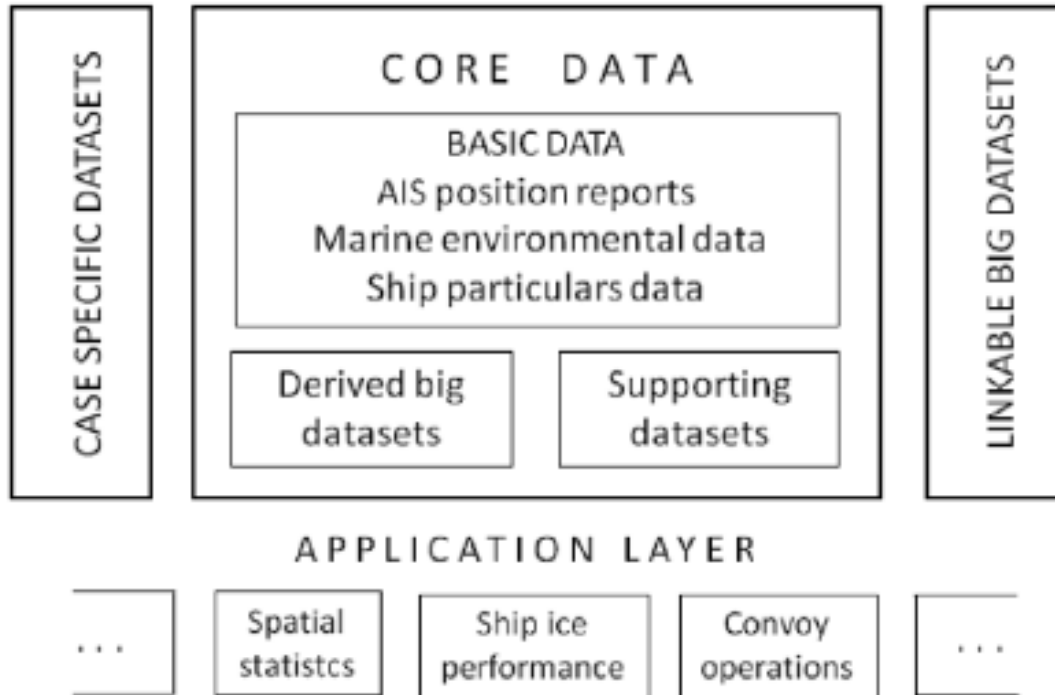 CASE SPECIFIC DATASETS
CORE DATA
BASIC DATA
AIS position reports
Marine environmental data
Ship particulars data
Derived big
datasets
Supporting
datasets
LINKABLE BIG DATASETS
APPLICATION LAYER
...
Spatial
statistcs
Ship ice
performance
Convoy
operations
...